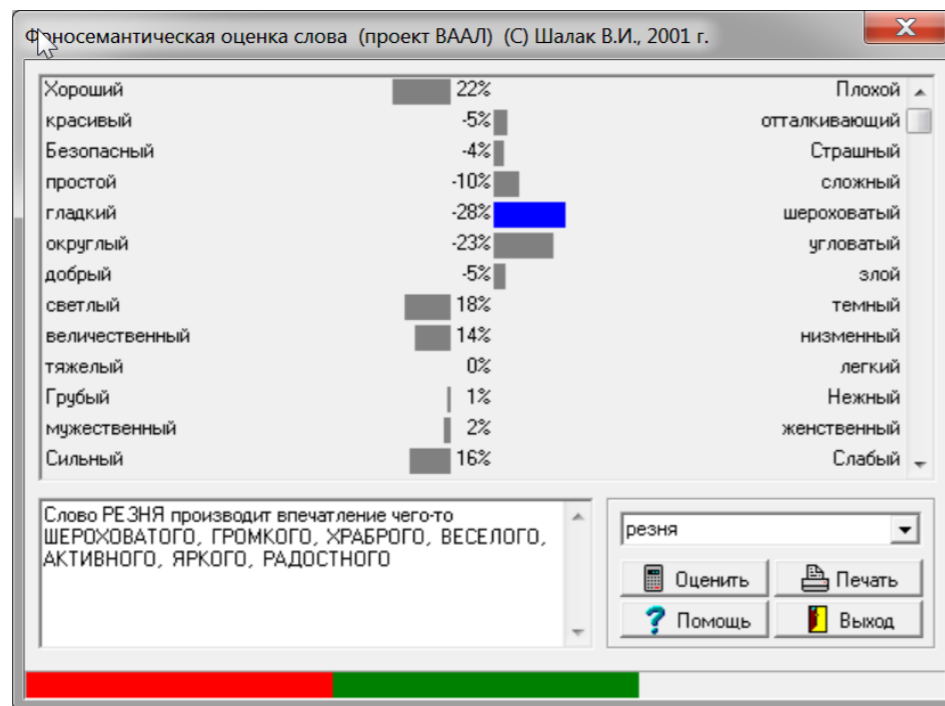 Фоносемантическая оценка слова (проект ВААЛ) (С) Шалак В.И., 2001 г.
Хороший 22% Плохой
красивый -5% отталкивающий
Безопасный -4% Страшный
простой -10% сложный
гладкий -28% шероховатый
округлый -23% угловатый
добрый -5% злой
светлый 18% темный
величественный 14% низменный
тяжелый 0% легкий
Грубый 1% Нежный
мужественный 2% женственный
Сильный 16% Слабый
Слово РЕЗНЯ производит впечатление чего-то
ШЕРОХОВАТОГО, ГРОМКОГО, ХРАБРОГО, ВЕСЕЛОГО,
АКТИВНОГО, ЯРКОГО, РАДОСТНОГО
резня
Оценить Печать
Помощь Выход